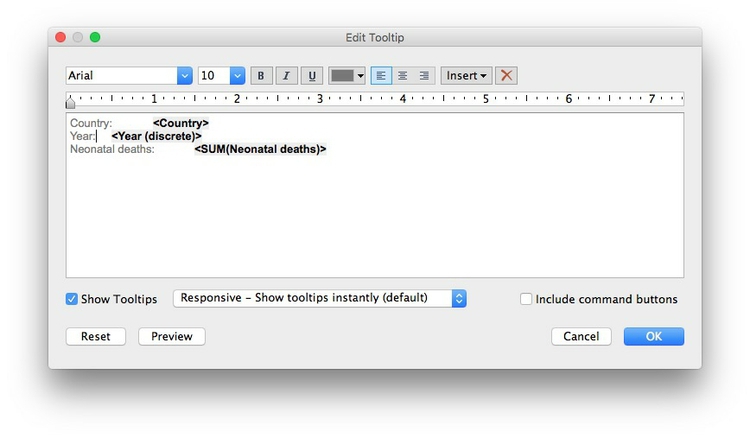 Edit Tooltip
Arial 10 B I U Insert
1 2 3 4 5 6 7
Country: <Country>
Year: <Year (discrete)>
Neonatal deaths: <SUM(Neonatal deaths)>
Show Tooltips Responsive – Show tooltips instantly (default) Include command buttons
Reset Preview Cancel OK